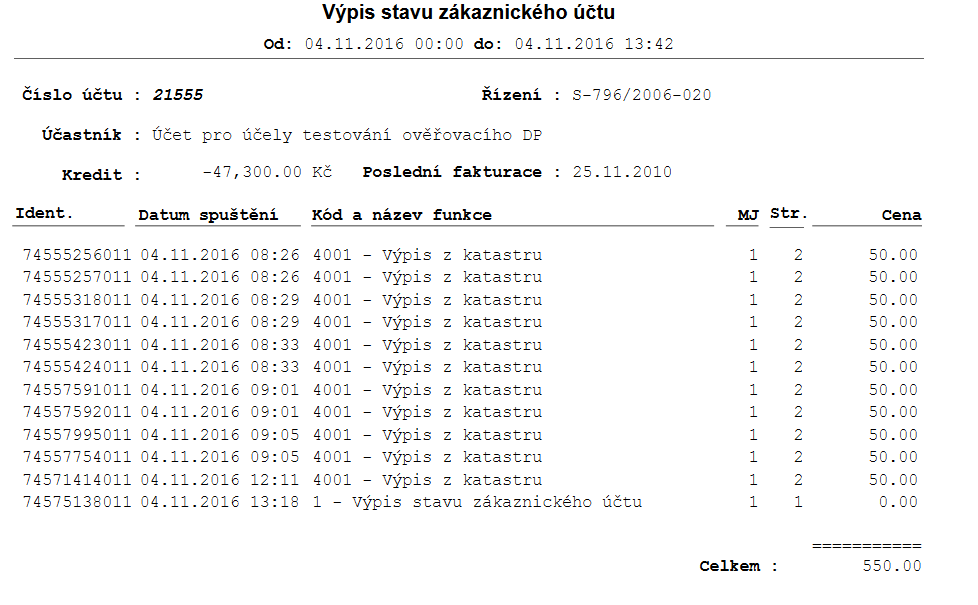 Výpis stavu zákaznického účtu
Od: 04.11.2016 00:00 do: 04.11.2016 13:42
Číslo účtu : 21555 Řízení : S-796/2006-020
Účastník : Účet pro účely testování ověřovacího DP
Kredit : -47,300.00 Kč Poslední fakturace : 25.11.2010
Ident. Datum spuštění Kód a název funkce MJ Str. Cena
74555256011 04.11.2016 08:26 4001 - Výpis z katastru 1 2 50.00
74555257011 04.11.2016 08:26 4001 - Výpis z katastru 1 2 50.00
74555318011 04.11.2016 08:29 4001 - Výpis z katastru 1 2 50.00
74555317011 04.11.2016 08:29 4001 - Výpis z katastru 1 2 50.00
74555423011 04.11.2016 08:33 4001 - Výpis z katastru 1 2 50.00
74555424011 04.11.2016 08:33 4001 - Výpis z katastru 1 2 50.00
74557591011 04.11.2016 09:01 4001 - Výpis z katastru 1 2 50.00
74557592011 04.11.2016 09:01 4001 - Výpis z katastru 1 2 50.00
74557995011 04.11.2016 09:05 4001 - Výpis z katastru 1 2 50.00
74557754011 04.11.2016 09:05 4001 - Výpis z katastru 1 2 50.00
74571414011 04.11.2016 12:11 4001 - Výpis z katastru 1 2 50.00
74575138011 04.11.2016 13:18 1 - Výpis stavu zákaznického účtu 1 1 0.00
===========
Celkem : 550.00